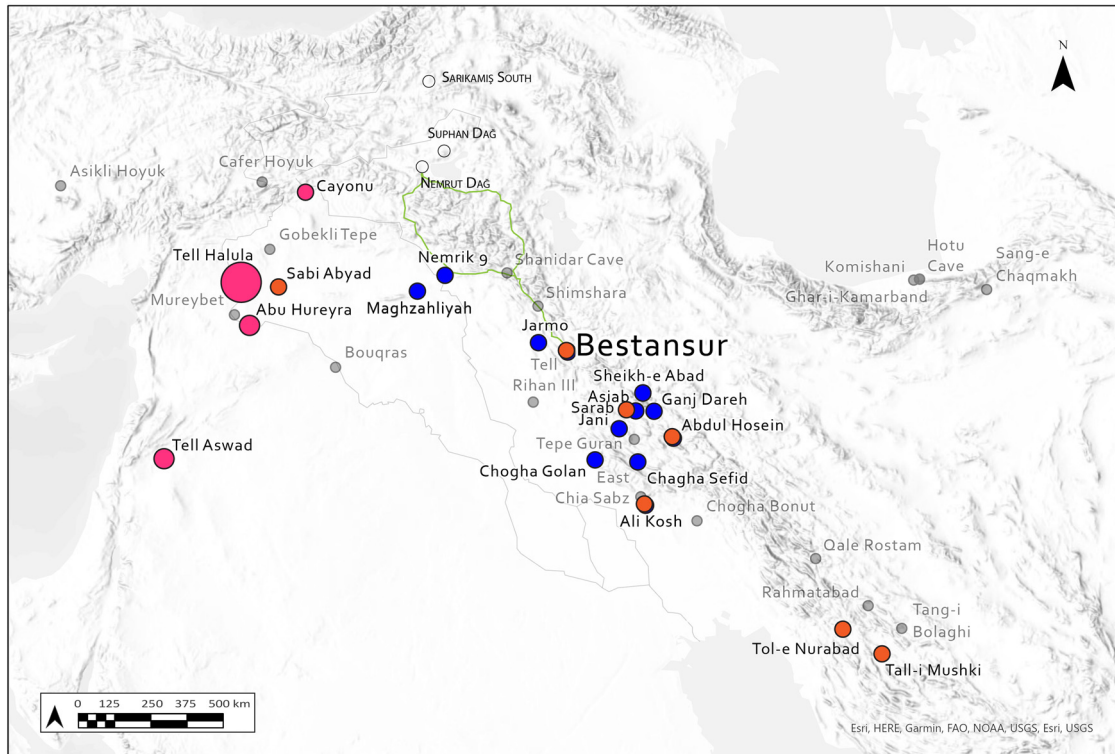 N
SARIKAMIŞ SOUTH
SUPHAN DAĞ
NEMRUT DAĞ
Asikli Hoyuk
Cafer Hoyuk
Cayonu
Gobekli Tepe
Tell Halula
Sabi Abyad
Mureybet
Abu Hureyra
Nemrik 9
Shanidar Cave
Maghzahliyah
Shimshara
Hotu
Cave
Komishani
Sang-e
Chaqmakh
Ghar-i-Kamarband
Jarmo
Bestansur
Bouqras
Tell
Rihan III
Sheikh-e Abad
Asiab
Ganj Dareh
Sarab
Jani
Abdul Hosein
Tepe Guran
Tell Aswad
Chogha Golan
Chagha Sefid
East
Chia Sabz
Chogha Bonut
Ali Kosh
Qale Rostam
Rahmatabad
Tang-i
Bolaghi
Tol-e Nurabad
Tall-i Mushki
0 125 250 375 500 km
Esri, HERE, Garmin, FAO, NOAA, USGS, Esri, USGS